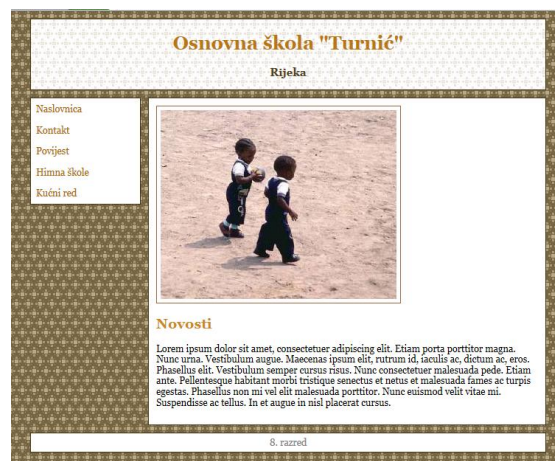 Osnovna škola "Turnić"
Rijeka
Naslovnica
Kontakt
Povijest
Himna škole
Kućni red
Novosti
Lorem ipsum dolor sit amet, consectetuer adipiscing elit. Etiam porta porttitor magna.
Nunc urna. Vestibulum augue. Maecenas ipsum elit, rutrum id, iaculis ac, dictum ac, eros.
Phasellus elit. Vestibulum semper cursus risus. Nunc consectetuer malesuada pede. Etiam
ante. Pellentesque habitant morbi tristique senectus et netus et malesuada fames ac turpis
egestas. Phasellus non mi vel elit malesuada porttitor. Nunc euismod velit vitae mi.
Suspendisse ac tellus. In et augue in nisl placerat cursus.
8. razred